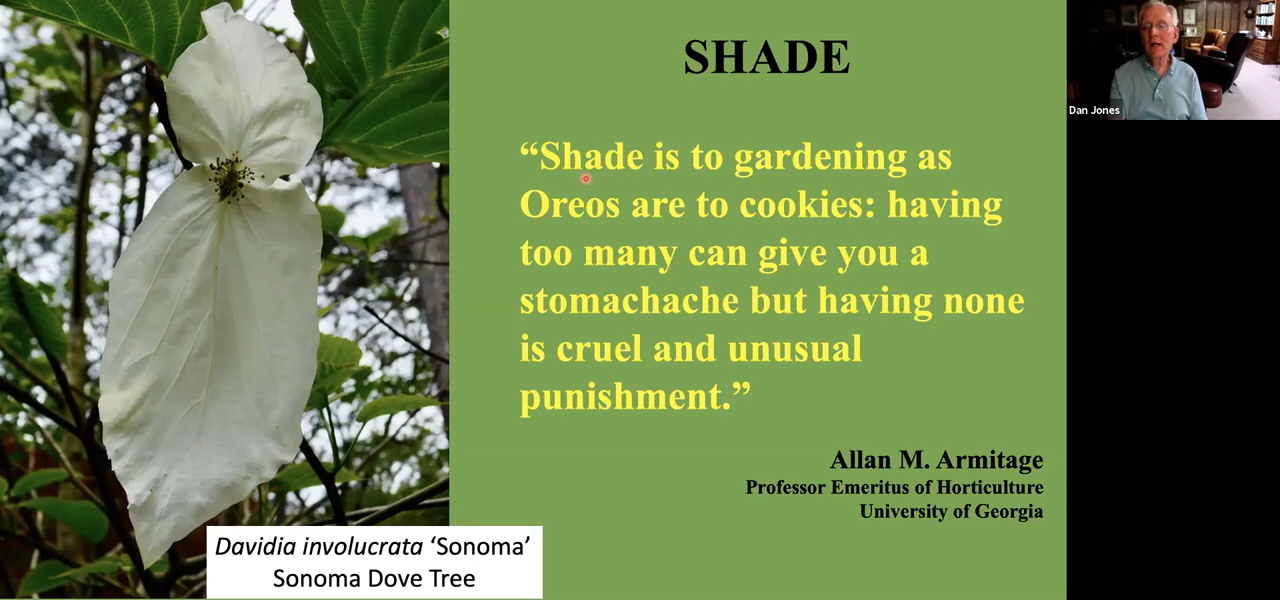 SHADE
“Shade is to gardening as
Oreos are to cookies: having
too many can give you a
stomachache but having none
is cruel and unusual
punishment.”
Allan M. Armitage
Professor Emeritus of Horticulture
University of Georgia
Davidia involucrata ‘Sonoma’
Sonoma Dove Tree
Dan Jones